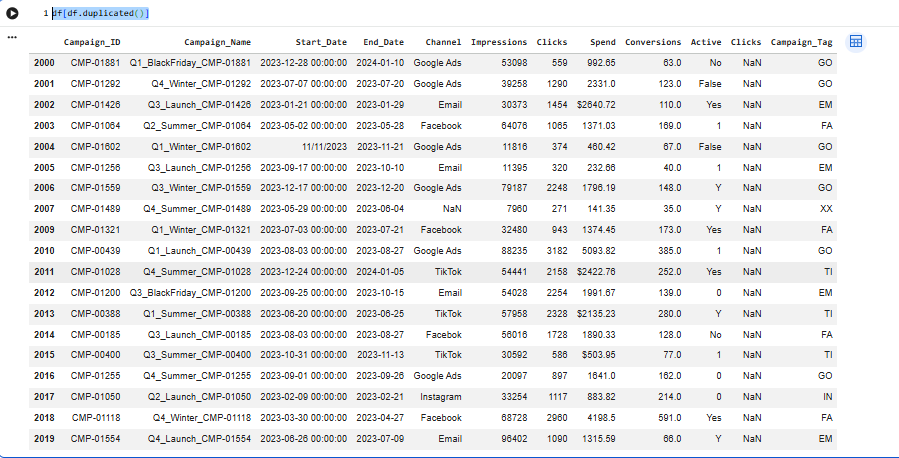 1 df[df.duplicated()]
Campaign_ID Campaign_Name Start_Date End_Date Channel Impressions Clicks Spend Conversions Active Clicks Campaign_Tag
2000 CMP-01881 Q1_BlackFriday_CMP-01881 2023-12-28 00:00:00 2024-01-10 Google Ads 53098 559 992.65 63.0 No NaN GO
2001 CMP-01292 Q4_Winter_CMP-01292 2023-07-07 00:00:00 2023-07-20 Google Ads 39258 1290 2331.0 123.0 False NaN GO
2002 CMP-01426 Q3_Launch_CMP-01426 2023-01-21 00:00:00 2023-01-29 Email 30373 1454 $2640.72 110.0 Yes NaN EM
2003 CMP-01064 Q2_Summer_CMP-01064 2023-05-02 00:00:00 2023-05-28 Facebook 64076 1065 1371.03 169.0 1 NaN FA
2004 CMP-01602 Q1_Winter_CMP-01602 11/11/2023 2023-11-21 Google Ads 11816 374 460.42 67.0 False NaN GO
2005 CMP-01256 Q3_Launch_CMP-01256 2023-09-17 00:00:00 2023-10-10 Email 11395 320 232.66 40.0 1 NaN EM
2006 CMP-01559 Q3_Winter_CMP-01559 2023-12-17 00:00:00 2023-12-20 Google Ads 79187 2248 1796.19 148.0 Y NaN GO
2007 CMP-01489 Q4_Summer_CMP-01489 2023-05-29 00:00:00 2023-06-04 NaN 7960 271 141.35 35.0 Y NaN XX
2009 CMP-01321 Q1_Winter_CMP-01321 2023-07-03 00:00:00 2023-07-21 Facebook 32480 943 1374.45 173.0 Yes NaN FA
2010 CMP-00439 Q1_Launch_CMP-00439 2023-08-03 00:00:00 2023-08-27 Google Ads 88235 3182 5093.82 385.0 1 NaN GO
2011 CMP-01028 Q4_Summer_CMP-01028 2023-12-24 00:00:00 2024-01-05 TikTok 54441 2158 $2422.76 252.0 Yes NaN TI
2012 CMP-01200 Q3_BlackFriday_CMP-01200 2023-09-25 00:00:00 2023-10-15 Email 54028 2254 1991.67 139.0 0 NaN EM
2013 CMP-00388 Q1_Summer_CMP-00388 2023-06-20 00:00:00 2023-06-25 TikTok 57958 2328 $2135.23 280.0 Y NaN TI
2014 CMP-00185 Q3_Launch_CMP-00185 2023-08-03 00:00:00 2023-08-27 Facebok 56016 1728 1890.33 128.0 No NaN FA
2015 CMP-00400 Q3_Summer_CMP-00400 2023-10-31 00:00:00 2023-11-13 TikTok 30592 586 $503.95 77.0 1 NaN TI
2016 CMP-01255 Q4_Summer_CMP-01255 2023-09-01 00:00:00 2023-09-26 Google Ads 20097 897 1641.0 162.0 0 NaN GO
2017 CMP-01050 Q2_Launch_CMP-01050 2023-02-09 00:00:00 2023-02-21 Instagram 33254 1117 883.82 214.0 0 NaN IN
2018 CMP-01118 Q4_Winter_CMP-01118 2023-03-30 00:00:00 2023-04-27 Facebook 68728 2960 4198.5 591.0 Yes NaN FA
2019 CMP-01554 Q4_Launch_CMP-01554 2023-06-26 00:00:00 2023-07-09 Email 96402 1090 1315.59 66.0 Y NaN EM